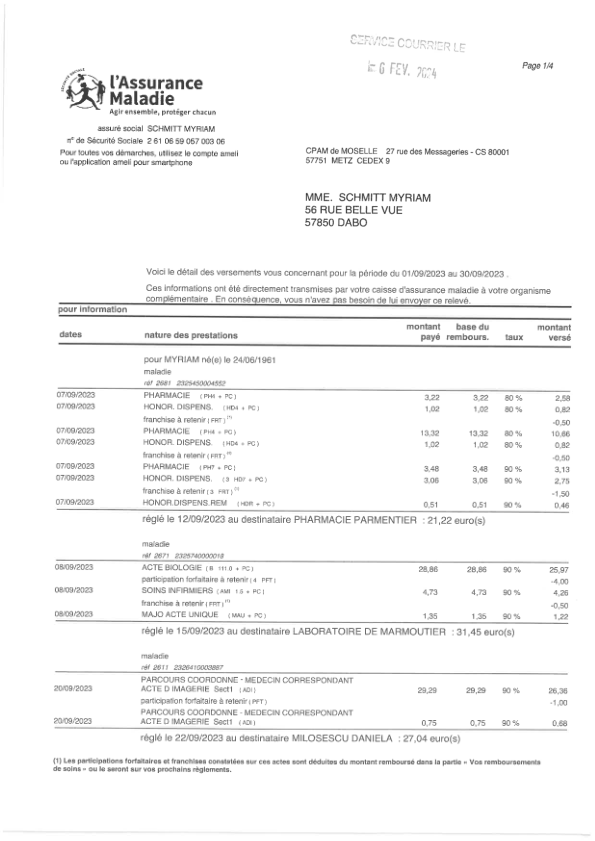 SERVICE COURRIER LE
6 FEV. 2024
Page 1/4
SÉCURITÉ SOCIALE
l'Assurance
Maladie
Agir ensemble, protéger chacun
assuré social SCHMITT MYRIAM
n° de Sécurité Sociale 2 61 06 59 057 003 06
Pour toutes vos démarches, utilisez le compte ameli
ou l'application ameli pour smartphone
CPAM de MOSELLE 27 rue des Messageries - CS 80001
57751 METZ CEDEX 9
MME. SCHMITT MYRIAM
56 RUE BELLE VUE
57850 DABO
Voici le détail des versements vous concernant pour la période du 01/09/2023 au 30/09/2023 .
Ces informations ont été directement transmises par votre caisse d'assurance maladie à votre organisme
complémentaire . En conséquence, vous n'avez pas besoin de lui envoyer ce relevé.
pour information
dates nature des prestations montant payé base du rembours. taux montant versé
pour MYRIAM né(e) le 24/06/1961
maladie
réf 2681 2325450004552
07/09/2023 PHARMACIE ( PH4 + PC ) 3,22 3,22 80 % 2,58
07/09/2023 HONOR. DISPENS. ( HD4 + PC ) 1,02 1,02 80 % 0,82
franchise à retenir ( FRT ) (1) -0,50
07/09/2023 PHARMACIE ( PH4 + PC ) 13,32 13,32 80 % 10,66
07/09/2023 HONOR. DISPENS. ( HD4 + PC ) 1,02 1,02 80 % 0,82
franchise à retenir ( FRT ) (1) -0,50
07/09/2023 PHARMACIE ( PH7 + PC ) 3,48 3,48 90 % 3,13
07/09/2023 HONOR. DISPENS. ( 3 HD7 + PC ) 3,06 3,06 90 % 2,75
franchise à retenir ( 3 FRT ) (1) -1,50
07/09/2023 HONOR.DISPENS.REM ( HDR + PC ) 0,51 0,51 90 % 0,46
réglé le 12/09/2023 au destinataire PHARMACIE PARMENTIER : 21,22 euro(s)
maladie
réf 2671 2325740000018
08/09/2023 ACTE BIOLOGIE ( B 111.0 + PC ) 28,86 28,86 90 % 25,97
participation forfaitaire à retenir ( 4 PFT ) -4,00
08/09/2023 SOINS INFIRMIERS ( AMI 1.5 + PC ) 4,73 4,73 90 % 4,26
franchise à retenir ( FRT ) (1) -0,50
08/09/2023 MAJO ACTE UNIQUE ( MAU + PC ) 1,35 1,35 90 % 1,22
réglé le 15/09/2023 au destinataire LABORATOIRE DE MARMOUTIER : 31,45 euro(s)
maladie
réf 2611 2326410003887
PARCOURS COORDONNE - MEDECIN CORRESPONDANT
20/09/2023 ACTE D IMAGERIE Sect1 ( ADI ) 29,29 29,29 90 % 26,36
participation forfaitaire à retenir ( PFT ) -1,00
PARCOURS COORDONNE - MEDECIN CORRESPONDANT
20/09/2023 ACTE D IMAGERIE Sect1 ( ADI ) 0,75 0,75 90 % 0,68
réglé le 22/09/2023 au destinataire MILOSESCU DANIELA : 27,04 euro(s)
(1) Les participations forfaitaires et franchises constatées sur ces actes sont déduites du montant remboursé dans la partie « Vos remboursements
de soins » ou le seront sur vos prochains règlements.